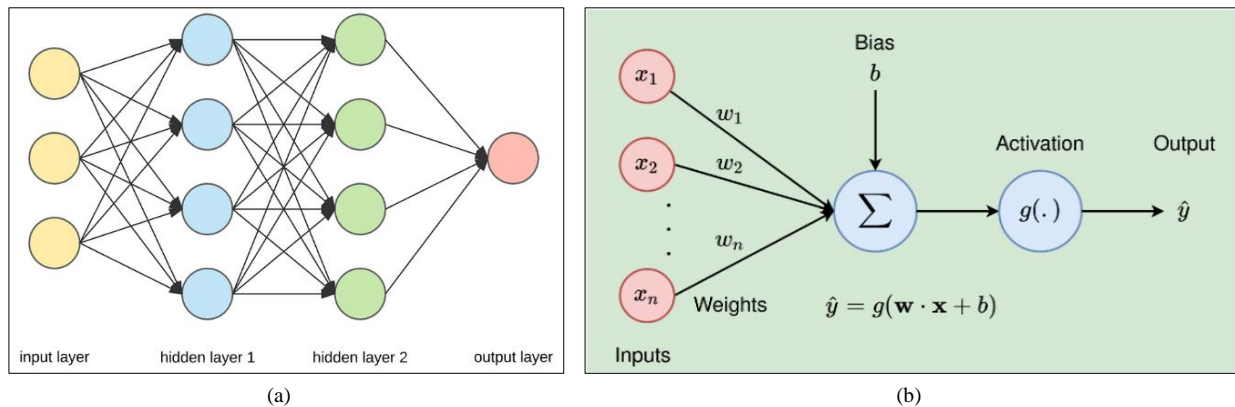 input layer
hidden layer 1
hidden layer 2
output layer
(a)
Bias
b
x₁
w₁
x₂
w₂
Activation
Output
∑
g(.)
ŷ
wₙ
xₙ
Weights
ŷ = g(w · x + b)
Inputs
(b)